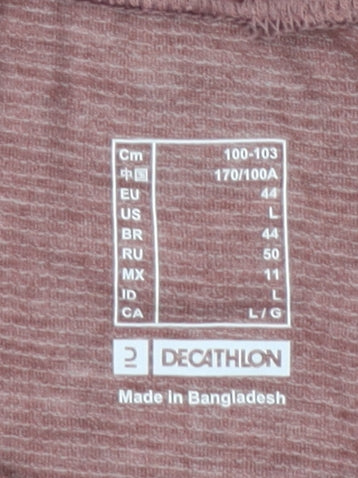 Cm 100-103
中国 170/100A
EU 44
US L
BR 44
RU 50
MX 11
ID L
CA L / G
DECATHLON
Made in Bangladesh